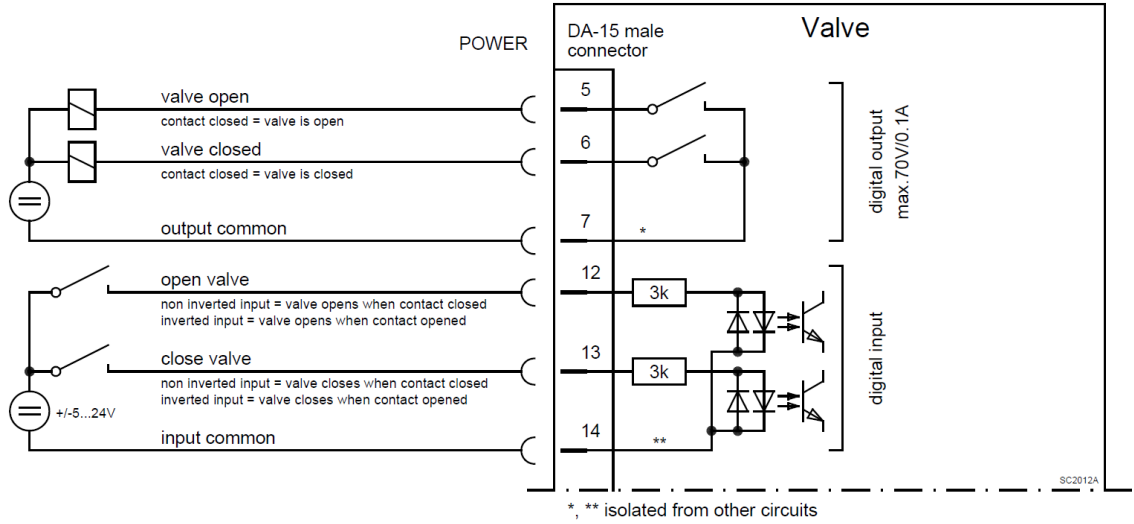 Valve
DA-15 male
connector
POWER
5
valve open
contact closed = valve is open
6
valve closed
contact closed = valve is closed
7
output common
*
digital output
max.70V/0.1A
12
open valve
3k
non inverted input = valve opens when contact closed
inverted input = valve opens when contact opened
13
close valve
3k
non inverted input = valve closes when contact closed
inverted input = valve closes when contact opened
+/-5...24V
14
input common
**
digital input
SC2012A
*, ** isolated from other circuits